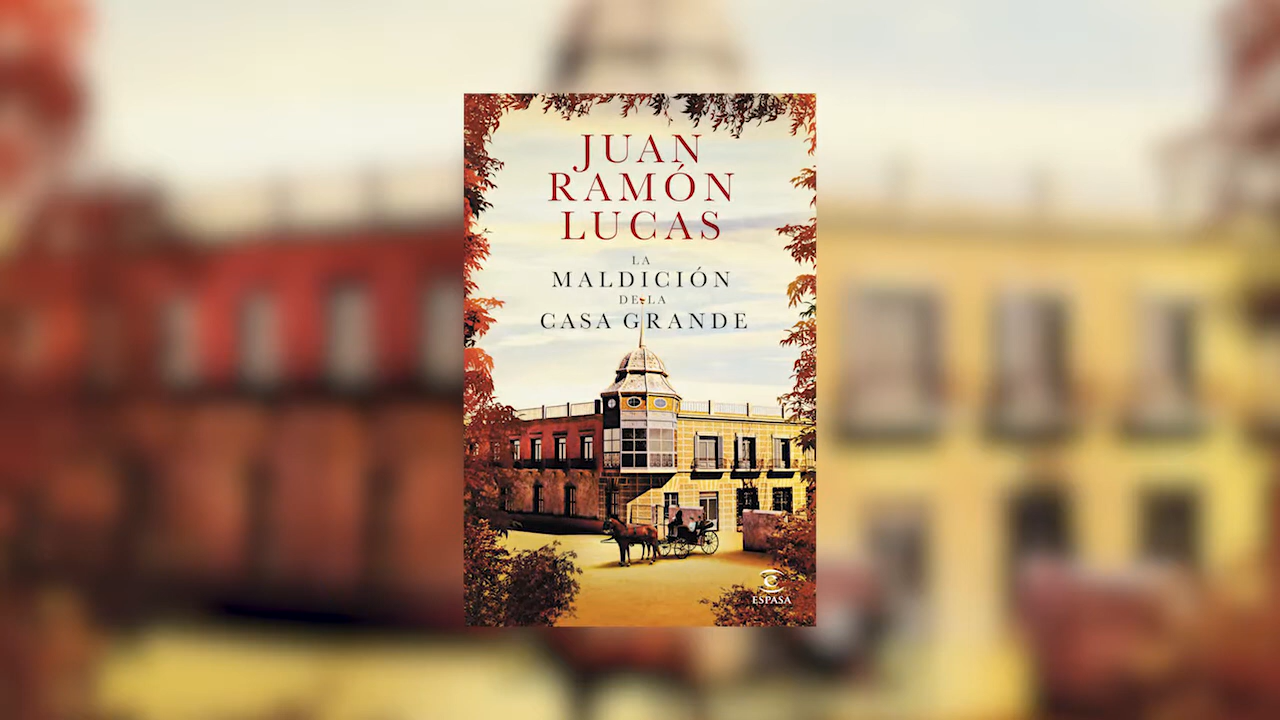 JUAN
RAMÓN
LUCAS
LA
MALDICIÓN
DE LA
CASA GRANDE
ESPASA